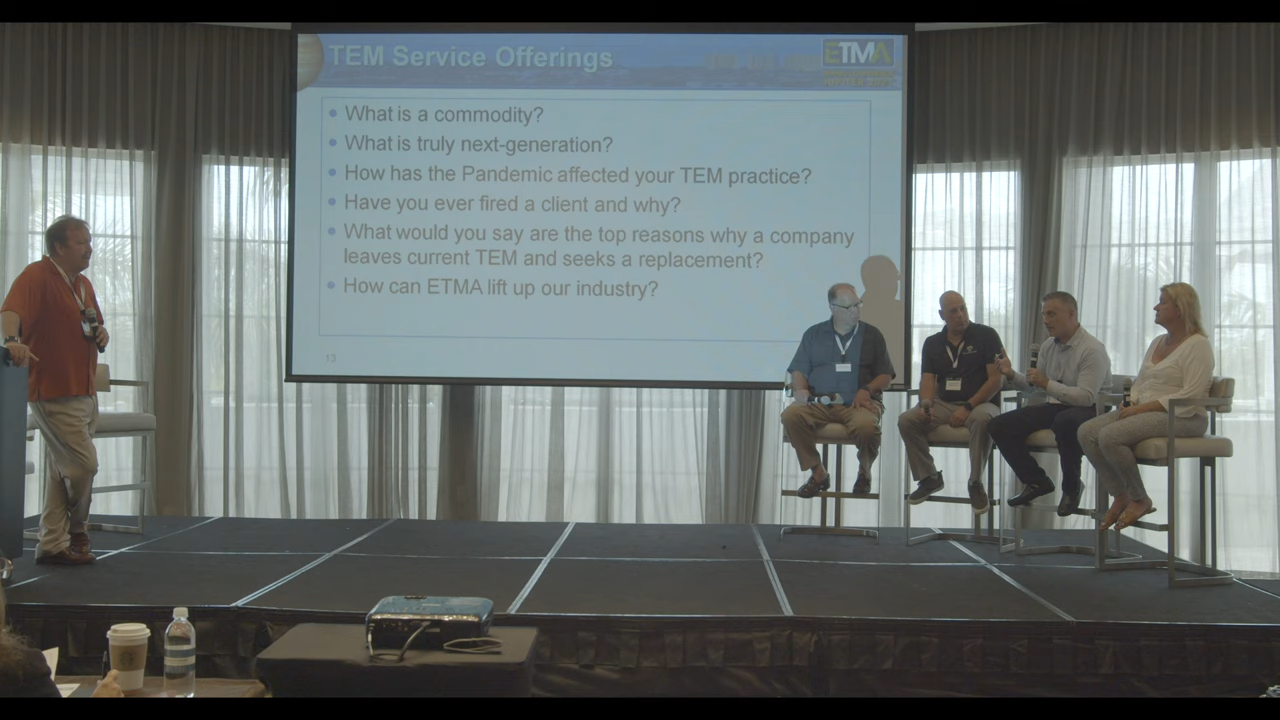 TEM Service Offerings
ETMA
• What is a commodity?
• What is truly next-generation?
• How has the Pandemic affected your TEM practice?
• Have you ever fired a client and why?
• What would you say are the top reasons why a company
leaves current TEM and seeks a replacement?
• How can ETMA lift up our industry?
13